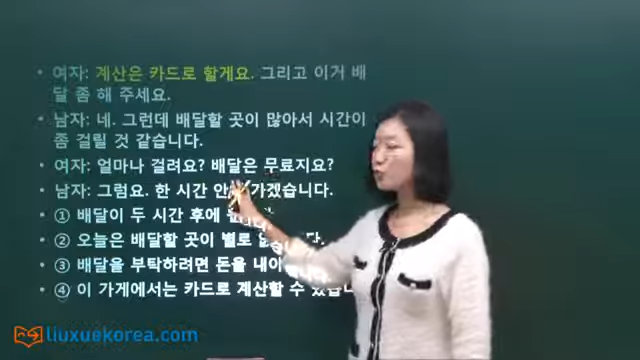 • 여자: 계산은 카드로 할게요. 그리고 이거 배
달 좀 해 주세요.
• 남자: 네. 그런데 배달할 곳이 많아서 시간이
좀 걸릴 것 같습니다.
• 여자: 얼마나 걸려요? 배달은 무료지요?
• 남자: 그럼요. 한 시간 가겠습니다.
• ① 배달이 두 시간 후에
• ② 오늘은 배달할 곳이 별로
• ③ 배달을 부탁하려면 돈을
• ④ 이 가게에서는 카드로 계산할 수
liuxuekorea.com